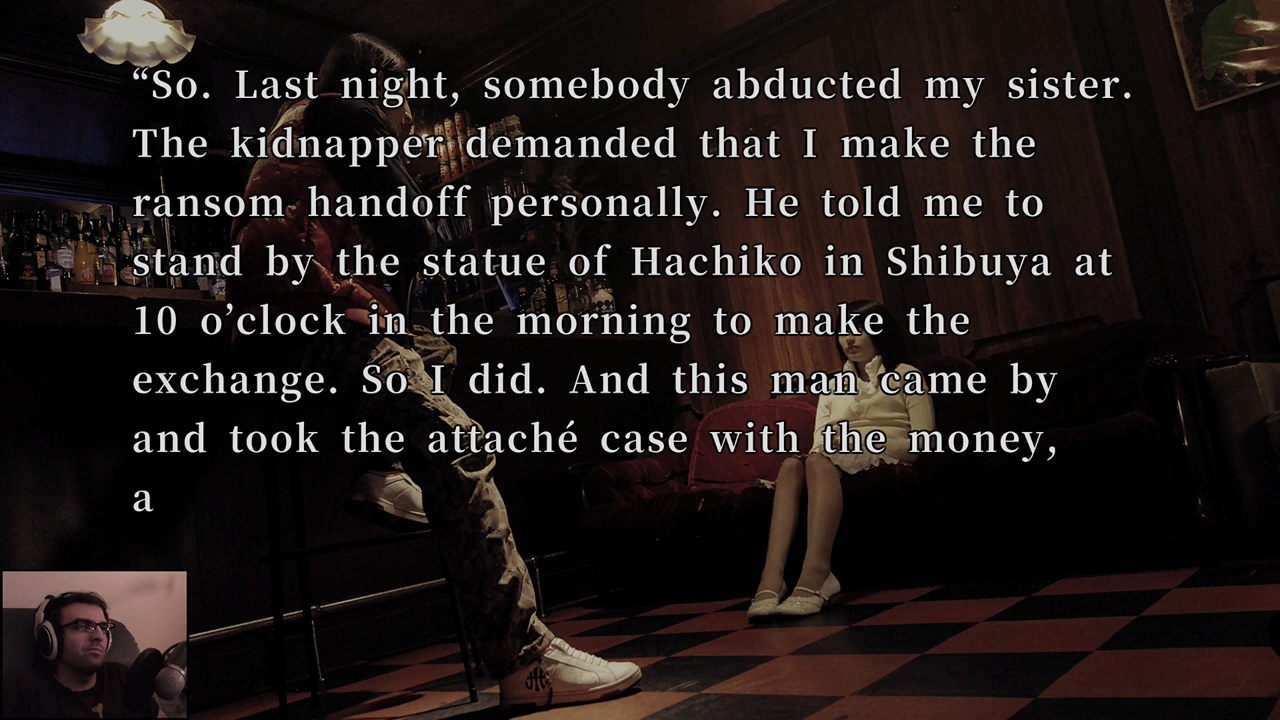 “So. Last night, somebody abducted my sister.
The kidnapper demanded that I make the
ransom handoff personally. He told me to
stand by the statue of Hachiko in Shibuya at
10 o’clock in the morning to make the
exchange. So I did. And this man came by
and took the attaché case with the money,
a